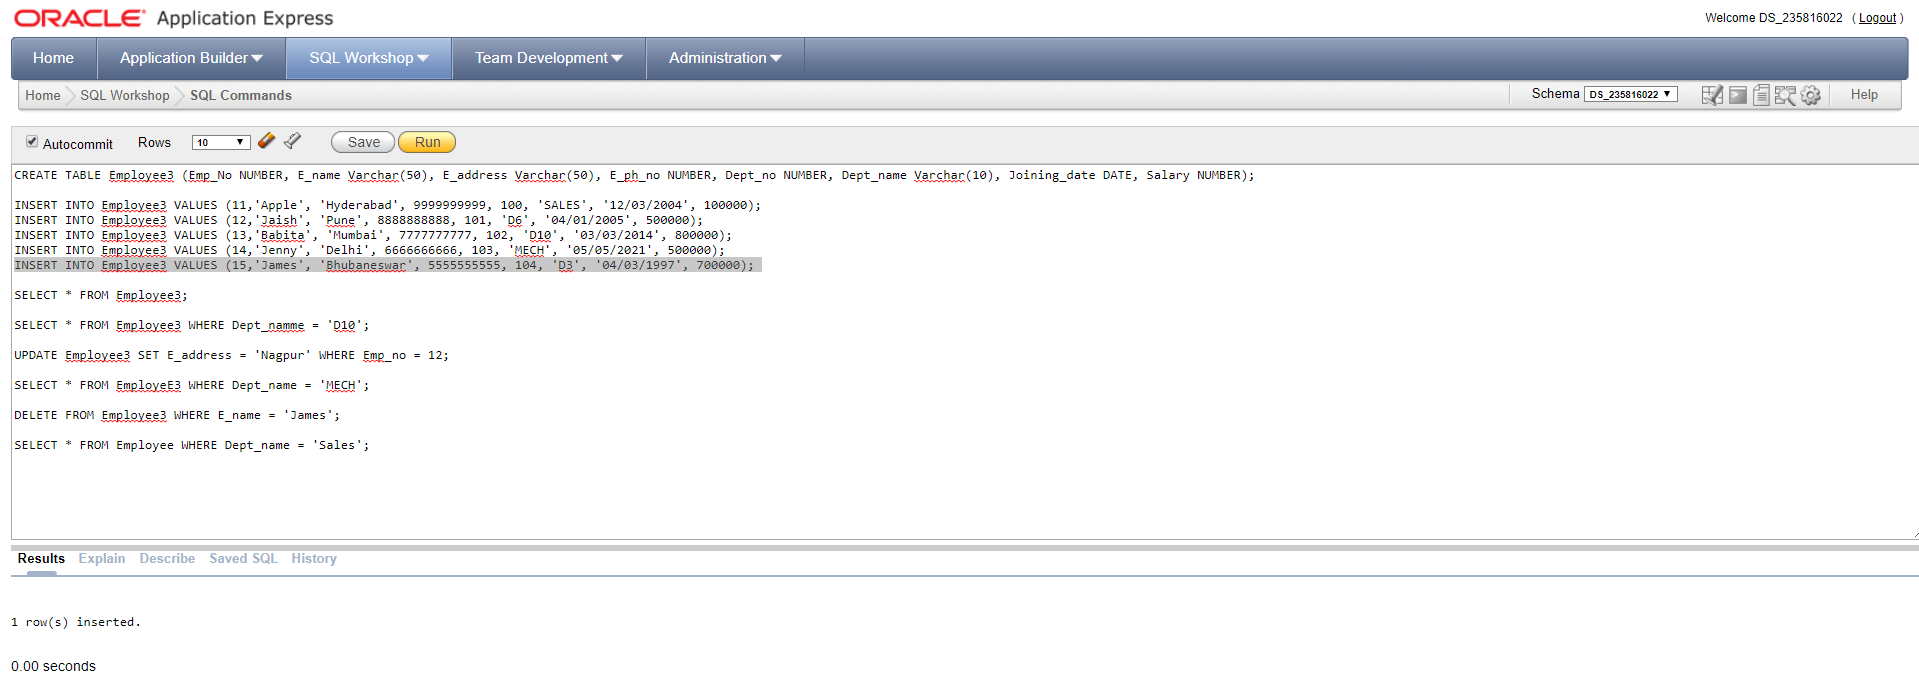 ORACLE Application Express
Welcome DS_235816022 ( Logout )
Home Application Builder SQL Workshop Team Development Administration
Home SQL Workshop SQL Commands Schema DS_235816022 Help
Autocommit Rows 10 Save Run
CREATE TABLE Employee3 (Emp_No NUMBER, E_name Varchar(50), E_address Varchar(50), E_ph_no NUMBER, Dept_no NUMBER, Dept_name Varchar(10), Joining_date DATE, Salary NUMBER);
INSERT INTO Employee3 VALUES (11,'Apple', 'Hyderabad', 9999999999, 100, 'SALES', '12/03/2004', 100000);
INSERT INTO Employee3 VALUES (12,'Jaish', 'Pune', 8888888888, 101, 'D6', '04/01/2005', 500000);
INSERT INTO Employee3 VALUES (13,'Babita', 'Mumbai', 7777777777, 102, 'D10', '03/03/2014', 800000);
INSERT INTO Employee3 VALUES (14,'Jenny', 'Delhi', 6666666666, 103, 'MECH', '05/05/2021', 500000);
INSERT INTO Employee3 VALUES (15,'James', 'Bhubaneswar', 5555555555, 104, 'D3', '04/03/1997', 700000);
SELECT * FROM Employee3;
SELECT * FROM Employee3 WHERE Dept_namme = 'D10';
UPDATE Employee3 SET E_address = 'Nagpur' WHERE Emp_no = 12;
SELECT * FROM EmployeE3 WHERE Dept_name = 'MECH';
DELETE FROM Employee3 WHERE E_name = 'James';
SELECT * FROM Employee WHERE Dept_name = 'Sales';
Results Explain Describe Saved SQL History
1 row(s) inserted.
0.00 seconds